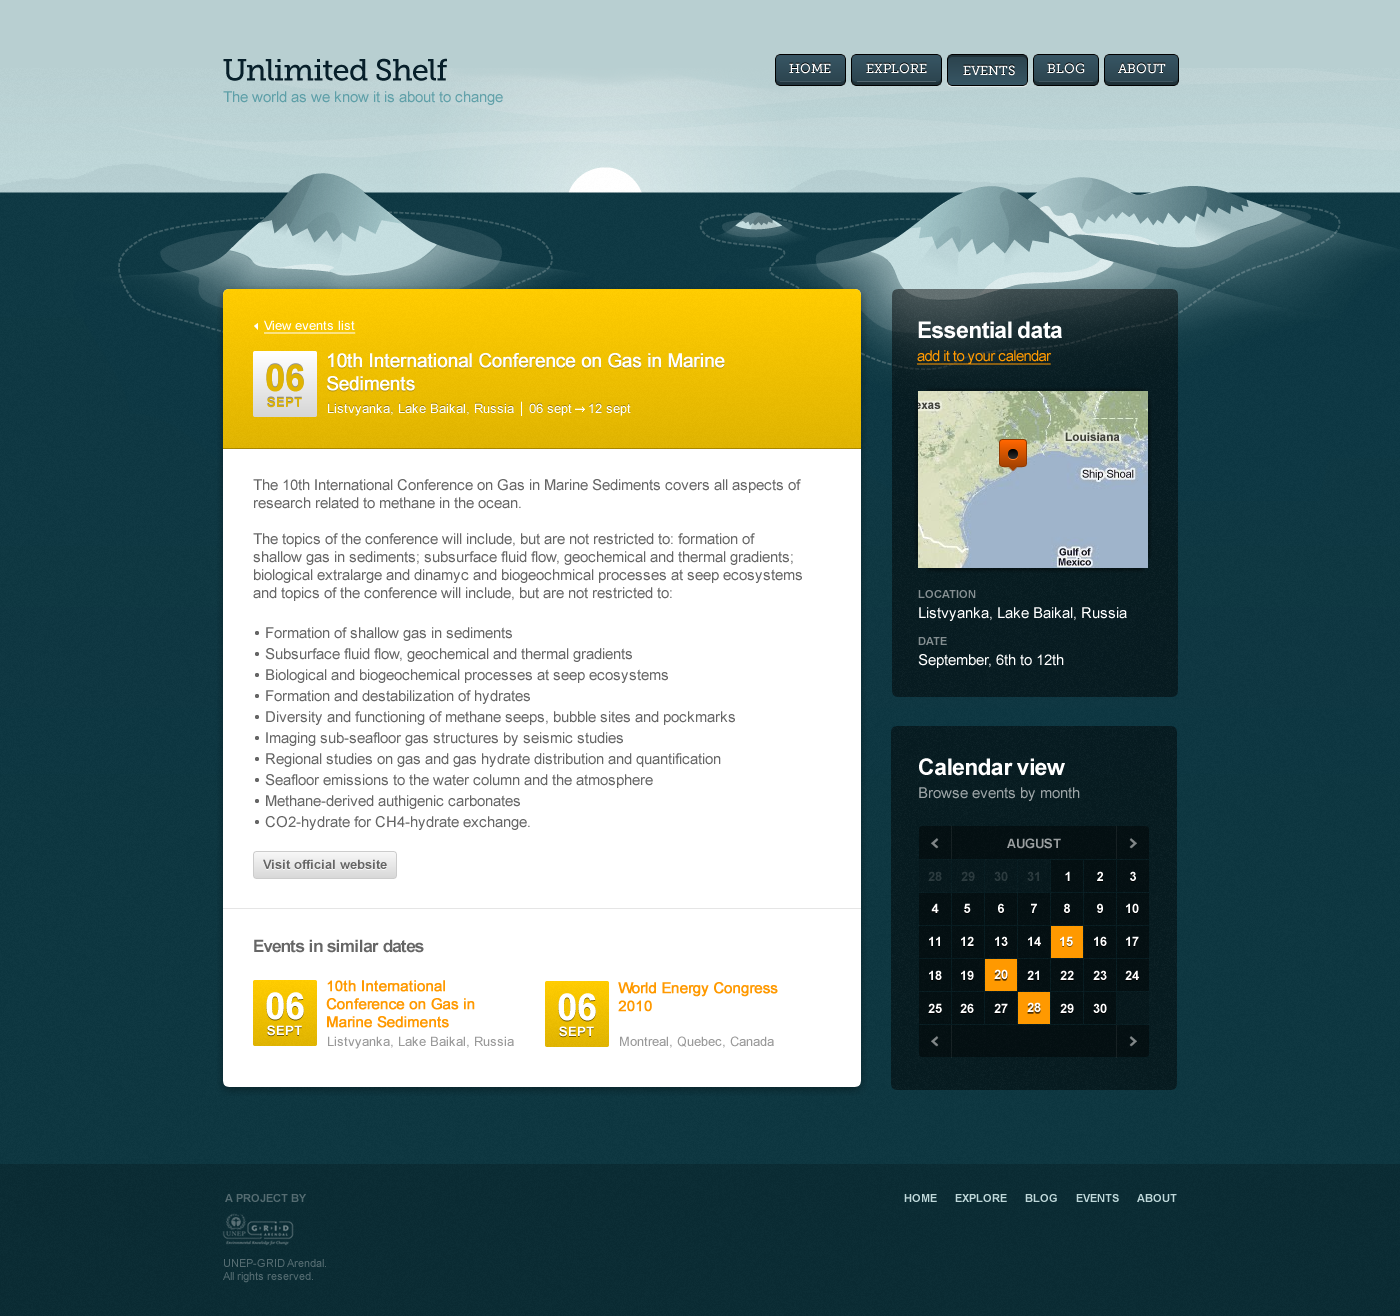 Unlimited Shelf
The world as we know it is about to change
HOME EXPLORE EVENTS BLOG ABOUT
View events list
06
SEPT
10th International Conference on Gas in Marine
Sediments
Listvyanka, Lake Baikal, Russia | 06 sept → 12 sept
The 10th International Conference on Gas in Marine Sediments covers all aspects of
research related to methane in the ocean.
The topics of the conference will include, but are not restricted to: formation of
shallow gas in sediments; subsurface fluid flow, geochemical and thermal gradients;
biological extralarge and dinamyc and biogeochmical processes at seep ecosystems
and topics of the conference will include, but are not restricted to:
• Formation of shallow gas in sediments
• Subsurface fluid flow, geochemical and thermal gradients
• Biological and biogeochemical processes at seep ecosystems
• Formation and destabilization of hydrates
• Diversity and functioning of methane seeps, bubble sites and pockmarks
• Imaging sub-seafloor gas structures by seismic studies
• Regional studies on gas and gas hydrate distribution and quantification
• Seafloor emissions to the water column and the atmosphere
• Methane-derived authigenic carbonates
• CO2-hydrate for CH4-hydrate exchange.
Visit official website
Events in similar dates
06
SEPT
10th International
Conference on Gas in
Marine Sediments
Listvyanka, Lake Baikal, Russia
06
SEPT
World Energy Congress
2010
Montreal, Quebec, Canada
Essential data
add it to your calendar
exas
Louisiana
Ship Shoal
Gulf of
Mexico
LOCATION
Listvyanka, Lake Baikal, Russia
DATE
September, 6th to 12th
Calendar view
Browse events by month
AUGUST
28 29 30 31 1 2 3
4 5 6 7 8 9 10
11 12 13 14 15 16 17
18 19 20 21 22 23 24
25 26 27 28 29 30
A PROJECT BY
UNEP
GRID
ARENDAL
Environmental Knowledge for Change
UNEP-GRID Arendal.
All rights reserved.
HOME EXPLORE BLOG EVENTS ABOUT